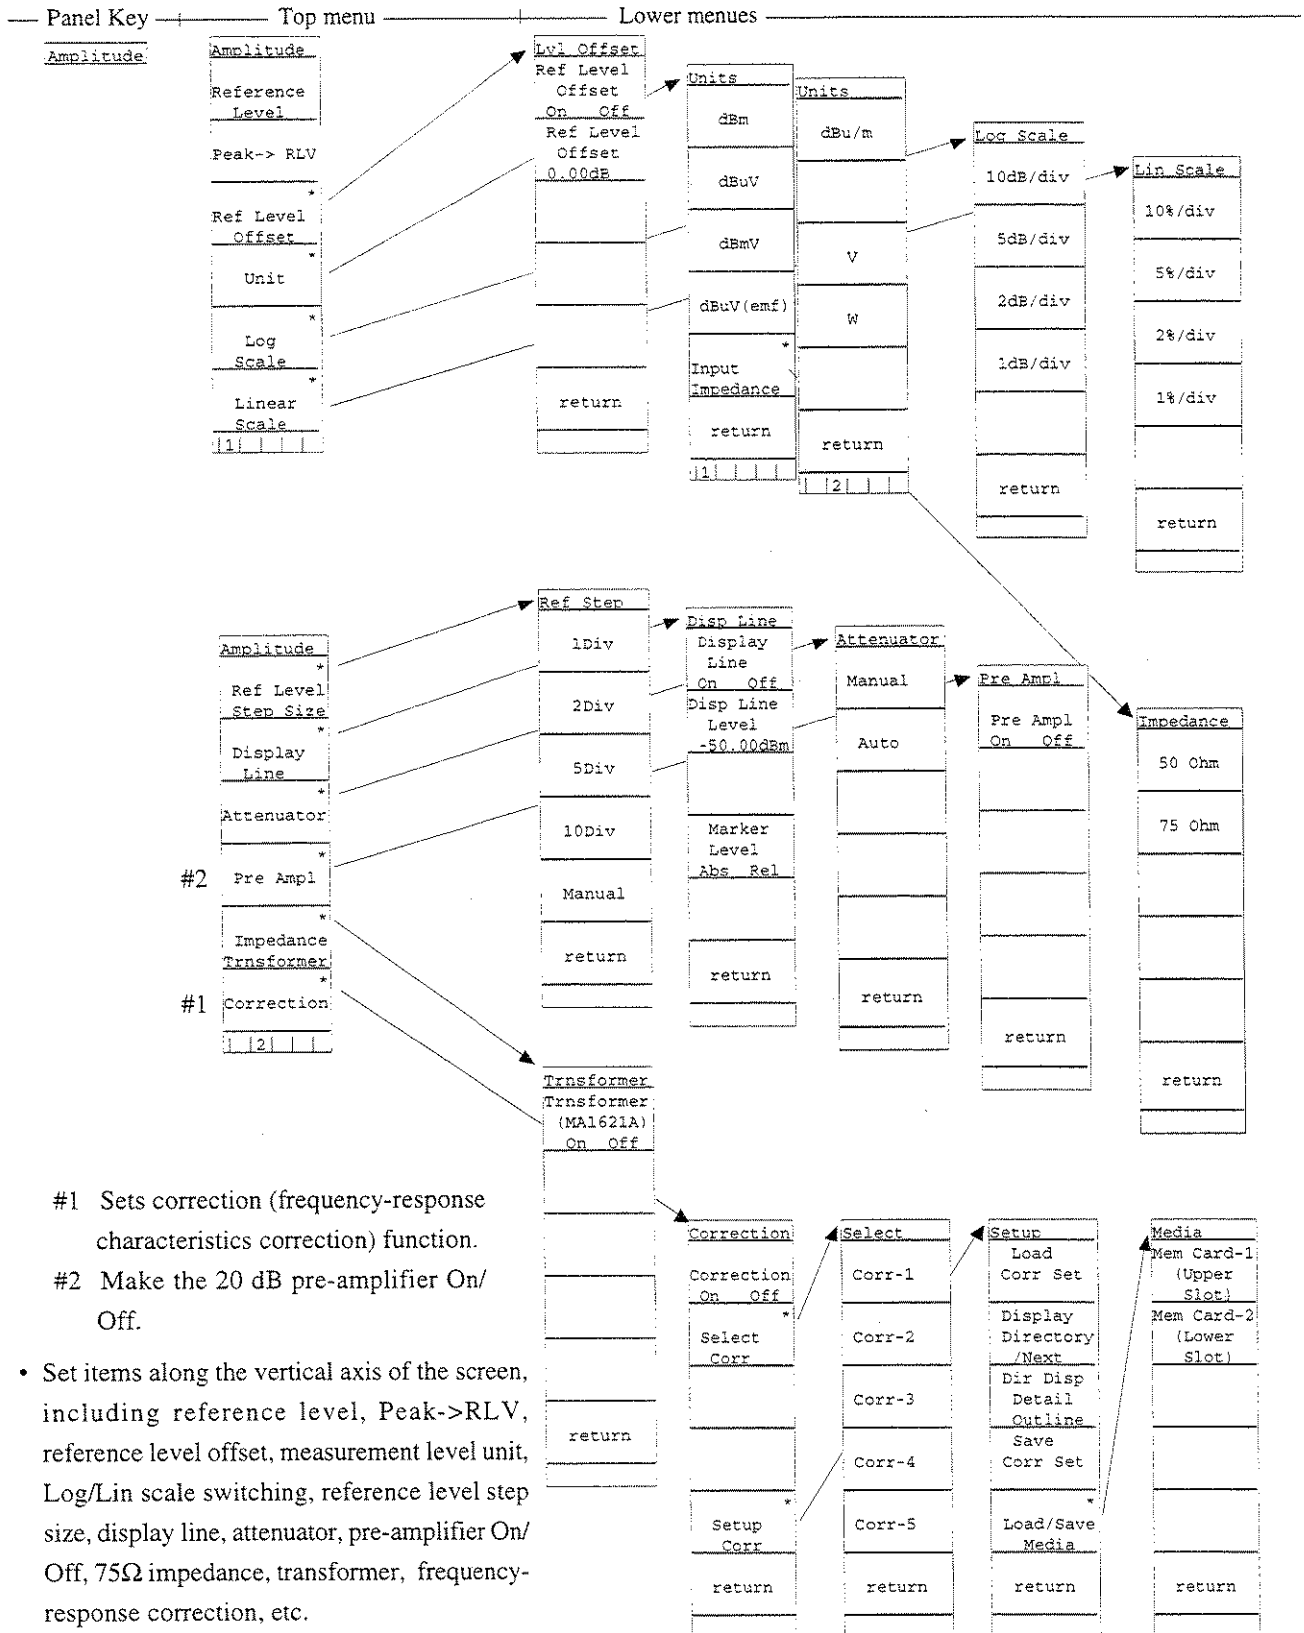 Panel Key
Top menu
Lower menues
Amplitude
Amplitude
Reference
Level
Peak-> RLV
*
Ref Level
Offset
*
Unit
*
Log
Scale
*
Linear
Scale
1
Lvl Offset
Ref Level
Offset
On Off
Ref Level
Offset
0.00dB
return
Units
dBm
dBuV
dBmV
dBuV(emf)
*
Input
Impedance
return
1
Units
dBu/m
V
W
return
2
Log Scale
10dB/div
5dB/div
2dB/div
1dB/div
return
Lin Scale
10%/div
5%/div
2%/div
1%/div
return
Amplitude
*
Ref Level
Step Size
*
Display
Line
*
Attenuator
*
#2 Pre Ampl
*
Impedance
Trnsformer
*
#1 Correction
2
Ref Step
1Div
2Div
5Div
10Div
Manual
return
Disp Line
Display
Line
On Off
Disp Line
Level
-50.00dBm
Marker
Level
Abs Rel
return
Attenuator
Manual
Auto
return
Pre Ampl
Pre Ampl
On Off
return
Impedance
50 Ohm
75 Ohm
return
Trnsformer
Trnsformer
(MA1621A)
On Off
return
Correction
Correction
On Off
*
Select
Corr
*
Setup
Corr
return
Select
Corr-1
Corr-2
Corr-3
Corr-4
Corr-5
return
Setup
Load
Corr Set
Display
Directory
/Next
Dir Disp
Detail
Outline
Save
Corr Set
*
Load/Save
Media
return
Media
Mem Card-1
(Upper
Slot)
Mem Card-2
(Lower
Slot)
return
#1 Sets correction (frequency-response
characteristics correction) function.
#2 Make the 20 dB pre-amplifier On/
Off.
• Set items along the vertical axis of the screen,
including reference level, Peak->RLV,
reference level offset, measurement level unit,
Log/Lin scale switching, reference level step
size, display line, attenuator, pre-amplifier On/
Off, 75Ω impedance, transformer, frequency-
response correction, etc.